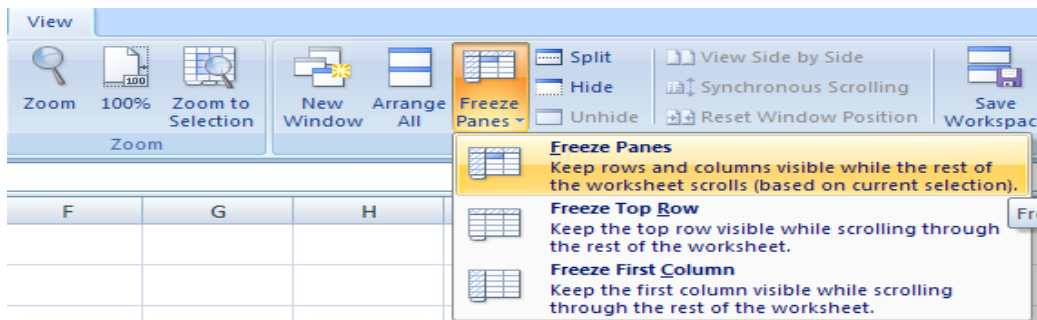 View
Zoom
100
100%
Zoom to
Selection
Zoom
New
Window
Arrange
All
Freeze
Panes
Split
Hide
Unhide
View Side by Side
Synchronous Scrolling
Reset Window Position
Save
Workspac
Freeze Panes
Keep rows and columns visible while the rest of
the worksheet scrolls (based on current selection).
Freeze Top Row
Keep the top row visible while scrolling through
the rest of the worksheet.
Freeze First Column
Keep the first column visible while scrolling
through the rest of the worksheet.
Fr
F G H